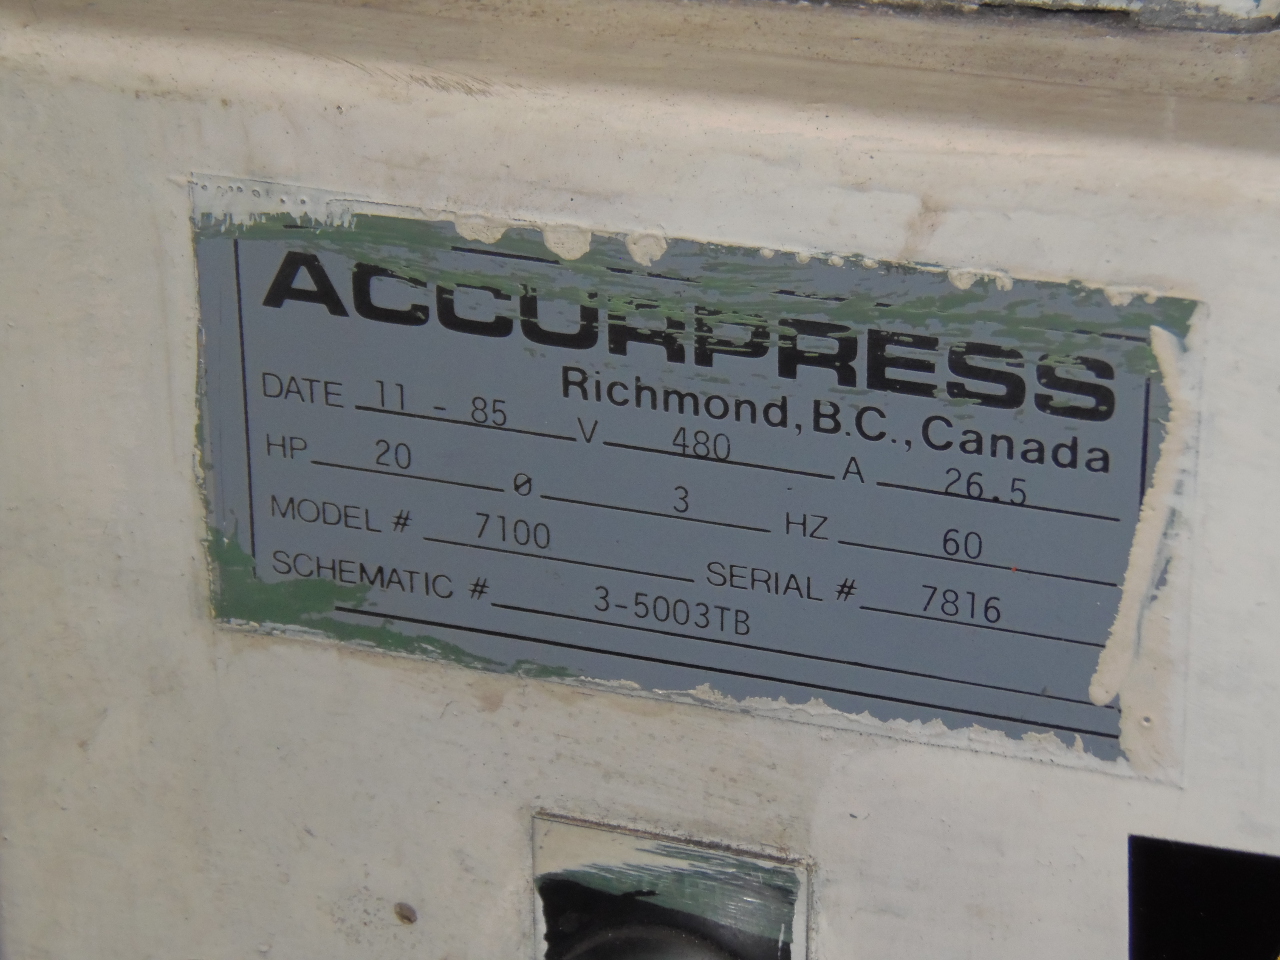 ACCURPRESS
Richmond, B.C., Canada
DATE 11 - 85 V 480 A 26.5
HP 20 Ø 3 HZ 60
MODEL # 7100 SERIAL # 7816
SCHEMATIC # 3-5003TB